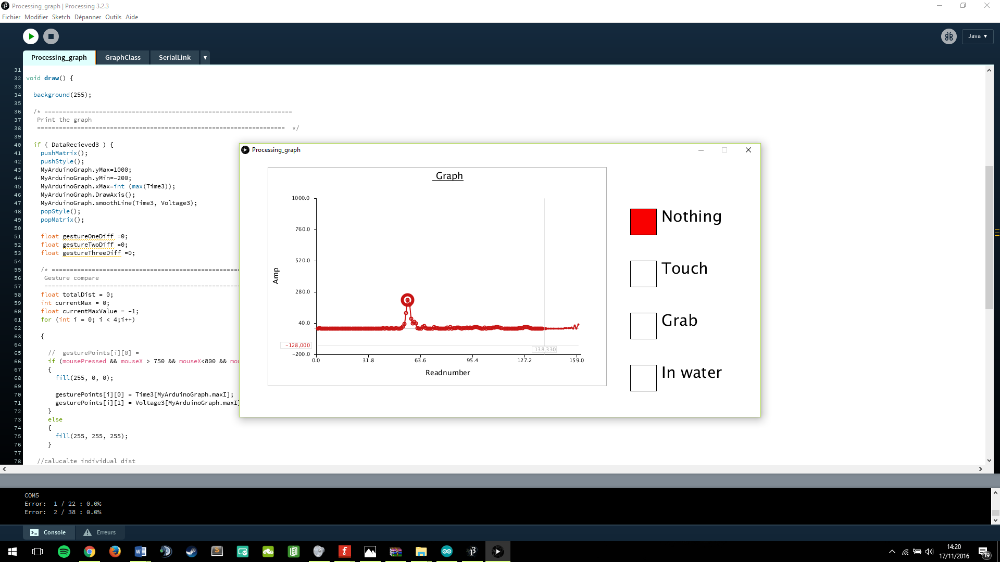 Processing_graph | Processing 3.2.3
Fichier Modifier Sketch Dépanner Outils Aide
Java ▾
Processing_graph GraphClass SerialLink ▾
31
32 void draw() {
33
34 background(255);
35
36 /* ====================================================================
37 Print the graph
38 ==================================================================== */
39
40 if ( DataRecieved3 ) {
41 pushMatrix();
42 pushStyle();
43 MyArduinoGraph.yMax=1000;
44 MyArduinoGraph.yMin=-200;
45 MyArduinoGraph.xMax=int (max(Time3));
46 MyArduinoGraph.DrawAxis();
47 MyArduinoGraph.smoothLine(Time3, Voltage3);
48 popStyle();
49 popMatrix();
50
51 float gestureOneDiff =0;
52 float gestureTwoDiff =0;
53 float gestureThreeDiff =0;
54
55 /* ====================================================
56 Gesture compare
57 ======================================================
58 float totalDist = 0;
59 int currentMax = 0;
60 float currentMaxValue = -1;
61 for (int i = 0; i < 4;i++)
62
63 {
64
65 // gesturePoints[i][0] =
66 if (mousePressed && mouseX > 750 && mouseX<800 && mou
67 {
68 fill(255, 0, 0);
69
70 gesturePoints[i][0] = Time3[MyArduinoGraph.maxI];
71 gesturePoints[i][1] = Voltage3[MyArduinoGraph.maxI]
72 }
73 else
74 {
75 fill(255, 255, 255);
76 }
77
78 //calucalte individual dist
Processing_graph
Graph
1000.0
760.0
520.0
280.0
40.0
-128,000
-200.0
Amp
138,330
0.0 31.8 63.6 95.4 127.2 159.0
Readnumber
Nothing
Touch
Grab
In water
COM5
Error: 1 / 22 : 0.0%
Error: 2 / 38 : 0.0%
Console Erreurs
14:20
17/11/2016
19